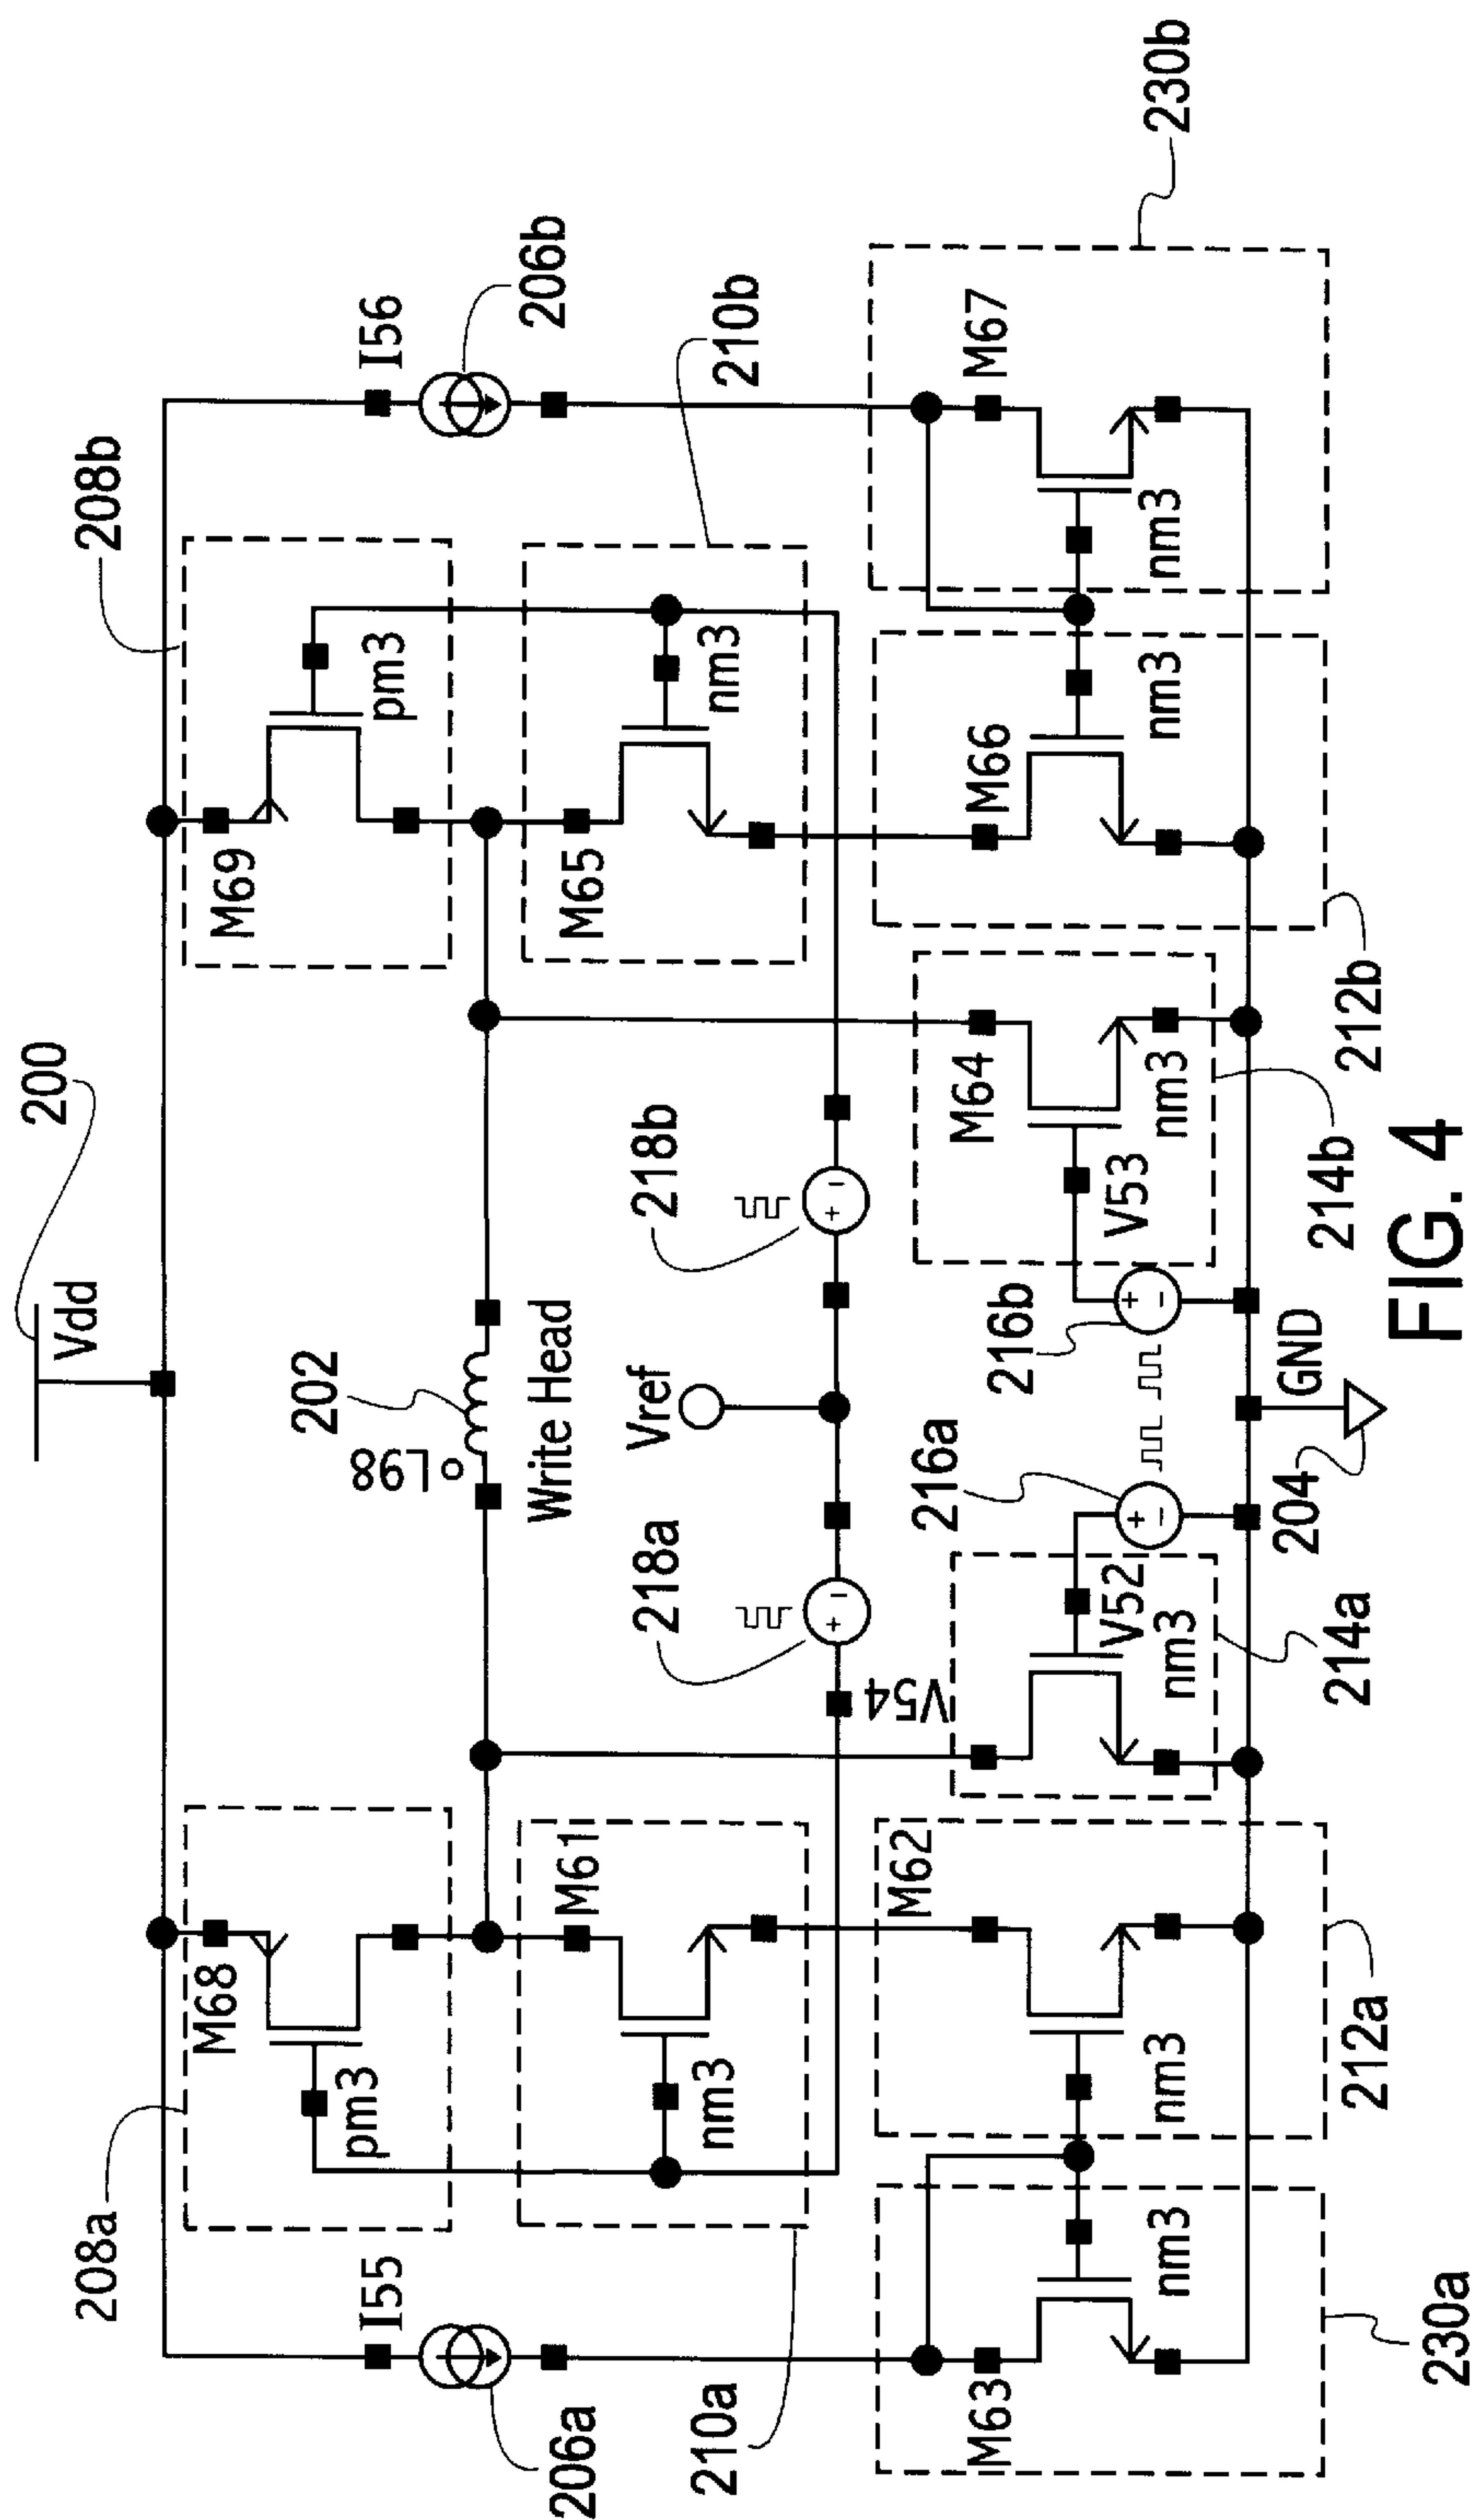 200
Vdd
208a
208b
M68
pm3
M69
pm3
I55
I56
206a
206b
202
L98
Write Head
M61
nm3
M65
nm3
210a
210b
218a
Vref
218b
V54
M62
nm3
M63
nm3
V52
nm3
216a
216b
M64
V53
nm3
M66
nm3
M67
nm3
230a
212a
214a
204
GND
214b
212b
230b
FIG. 4